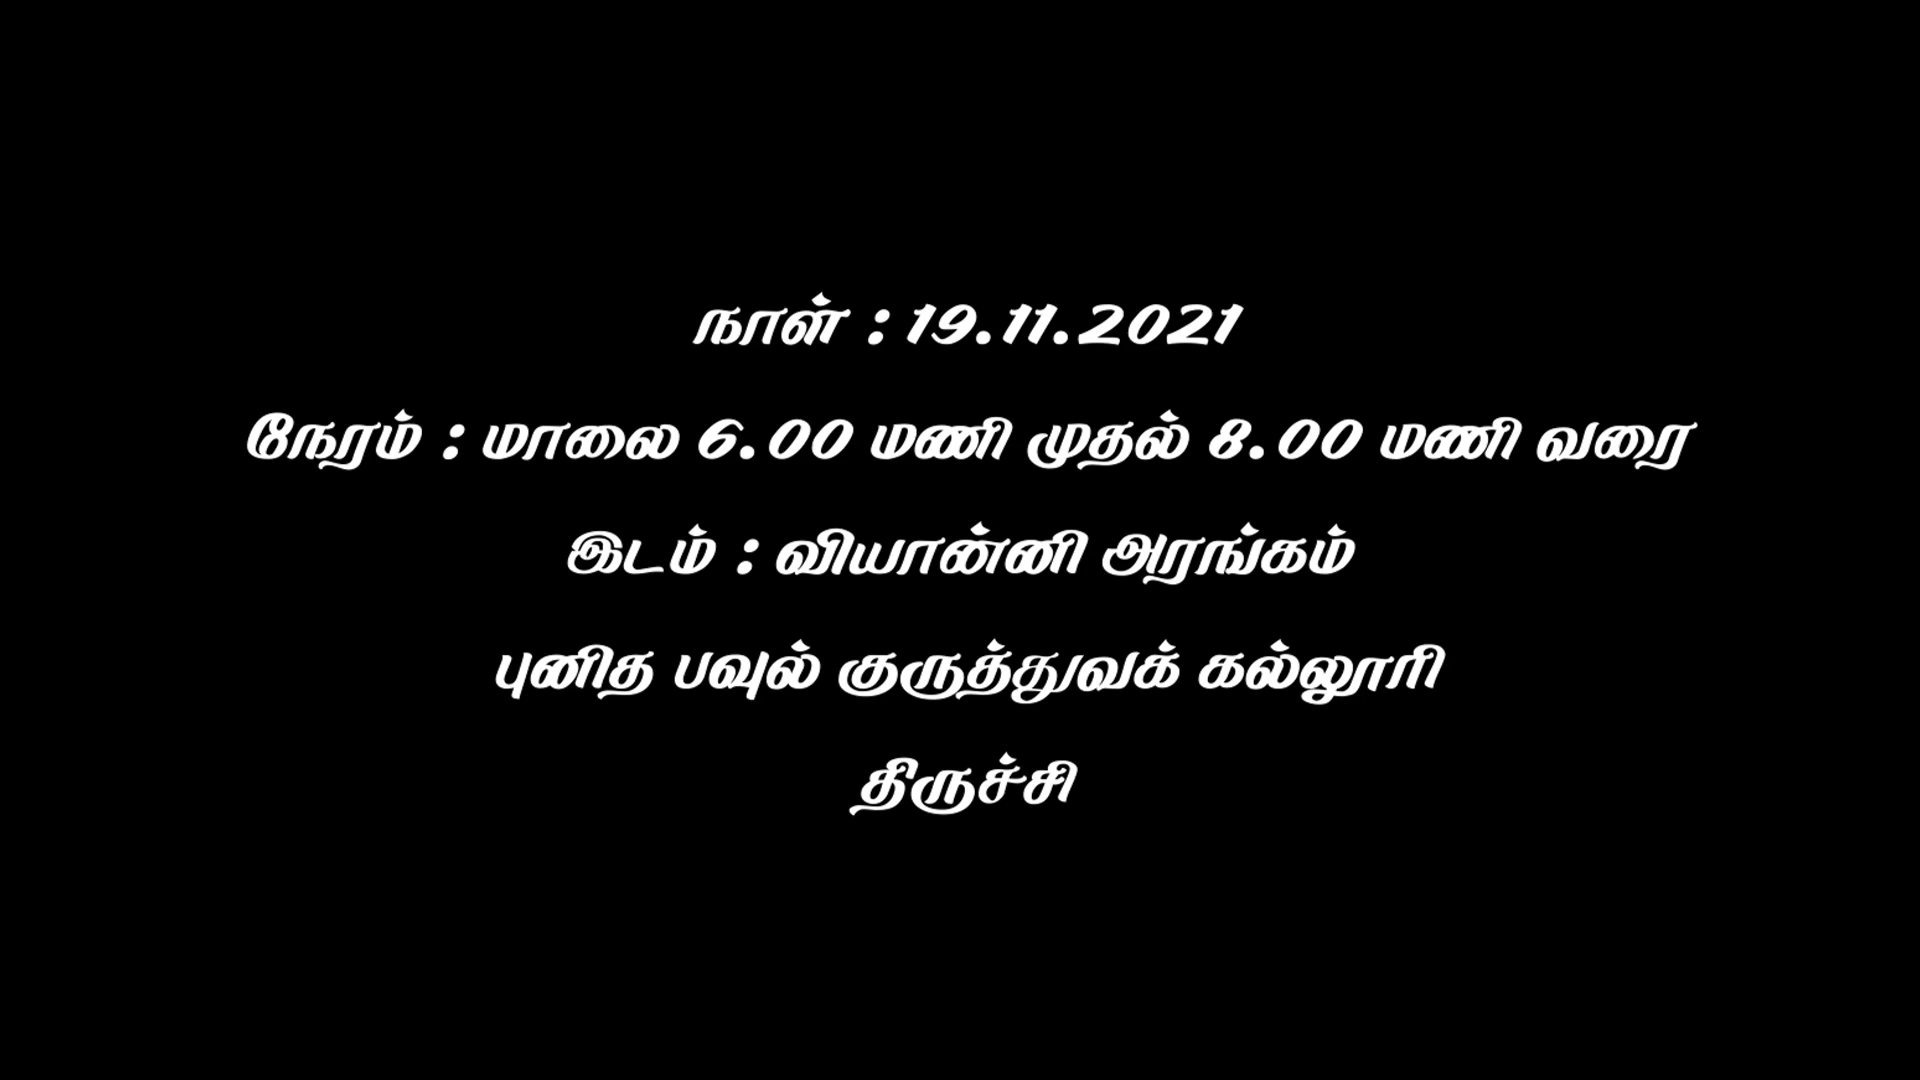 நாள் : 19.11.2021
நேரம் : மாலை 6.00 மணி முதல் 8.00 மணி வரை
இடம் : வியான்னி அரங்கம்
புனித பவுல் குருத்துவக் கல்லூரி
திருச்சி